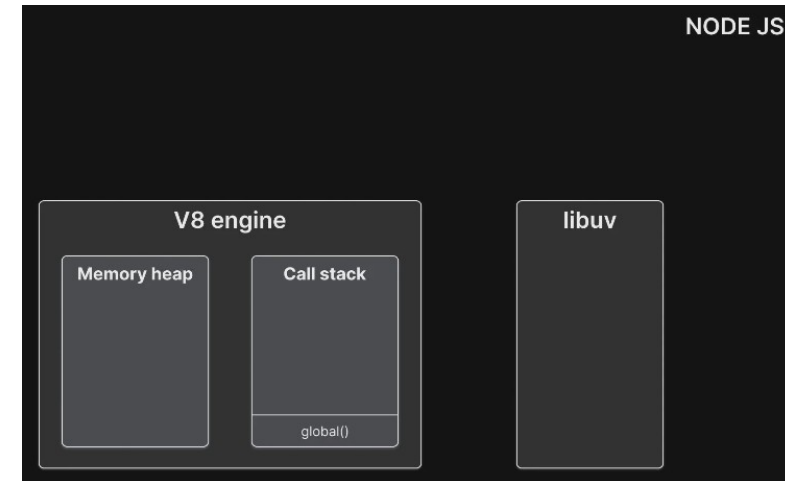 NODE JS
V8 engine
libuv
Memory heap
Call stack
global()